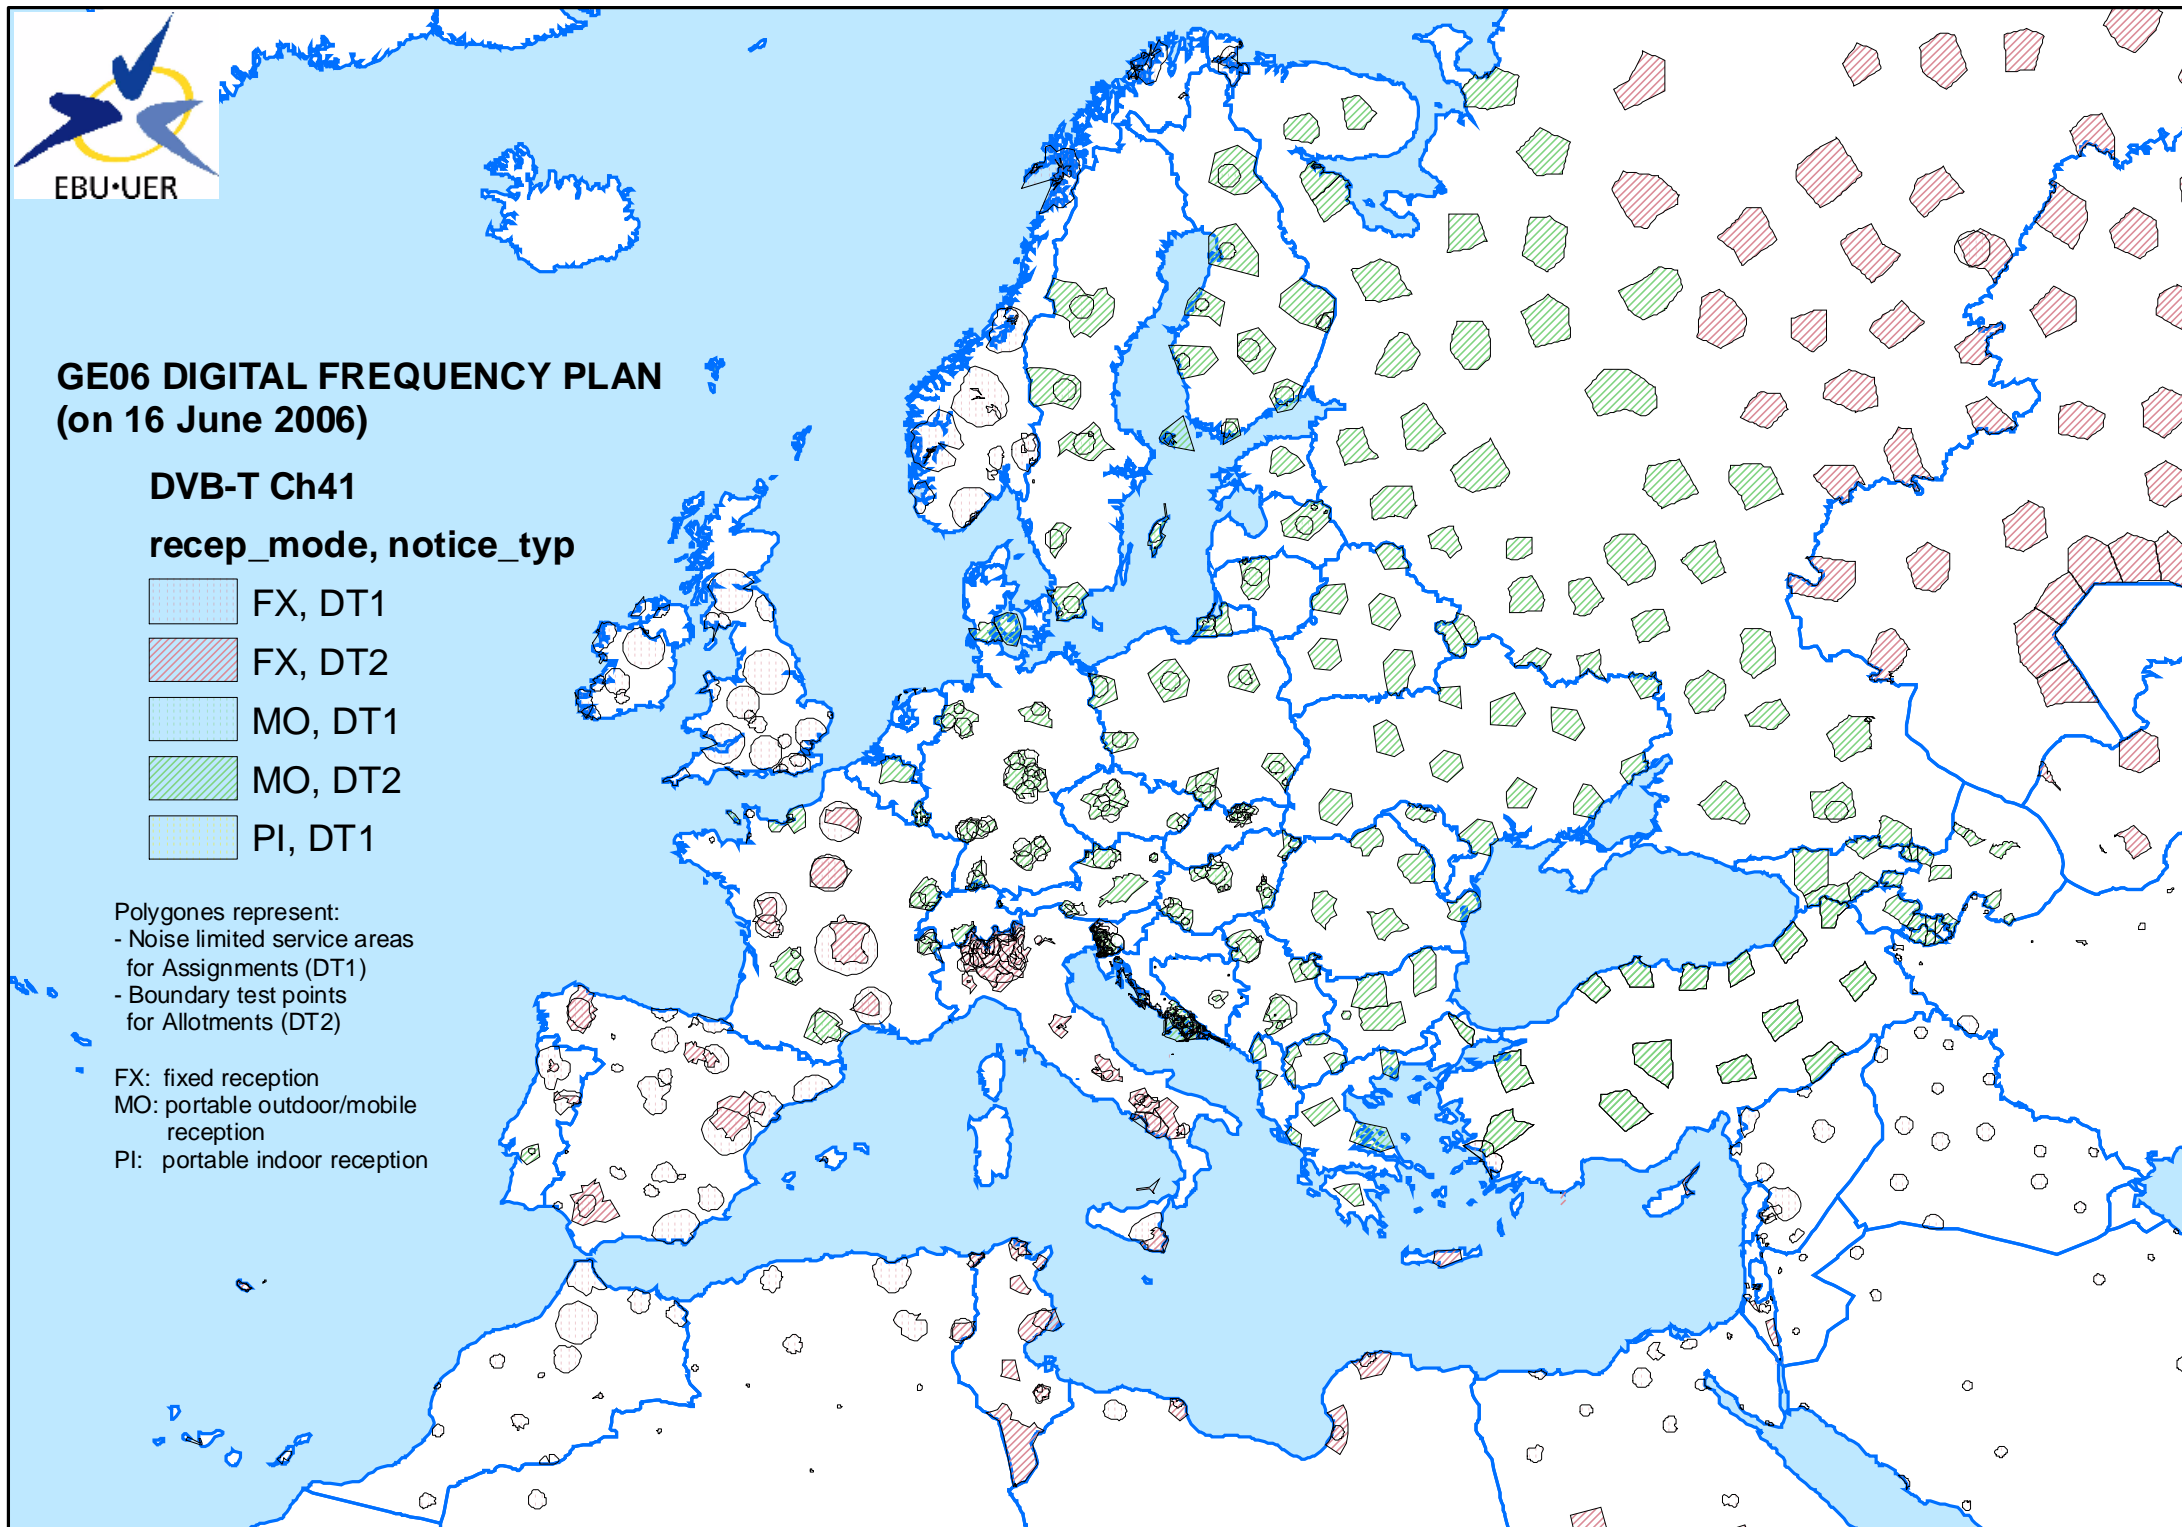 EBU•UER
GE06 DIGITAL FREQUENCY PLAN
(on 16 June 2006)
DVB-T Ch41
recep_mode, notice_typ
FX, DT1
FX, DT2
MO, DT1
MO, DT2
PI, DT1
Polygones represent:
- Noise limited service areas
for Assignments (DT1)
- Boundary test points
for Allotments (DT2)
FX: fixed reception
MO: portable outdoor/mobile
reception
PI: portable indoor reception